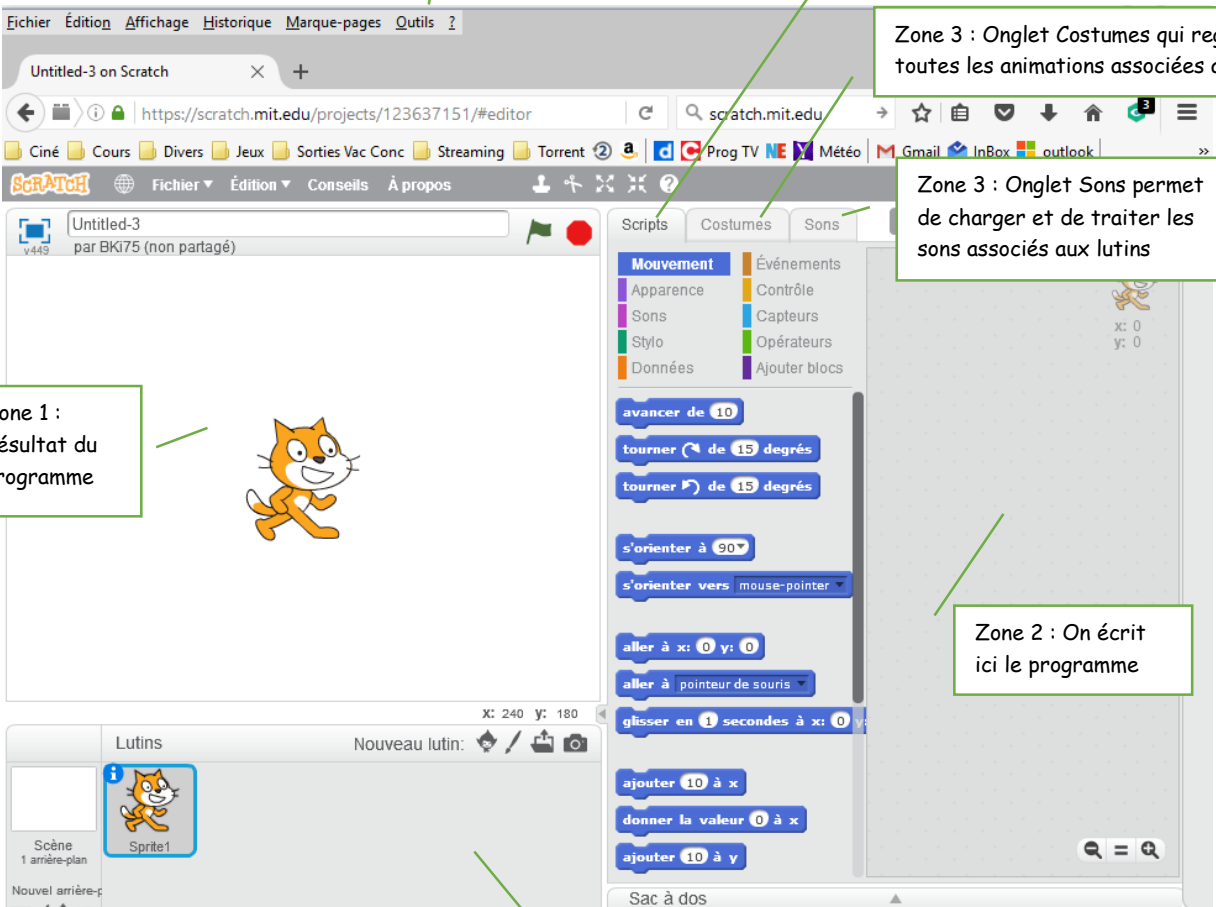 Fichier Édition Affichage Historique Marque-pages Outils ?
Zone 3 : Onglet Costumes qui reg
toutes les animations associées
Untitled-3 on Scratch
https://scratch.mit.edu/projects/123637151/#editor
scratch.mit.edu/
3
Ciné Cours Divers Jeux Sorties Vac Conc Streaming Torrent 2 a. d Prog TV NE Météo M Gmail InBox outlook »
SCRATCH Fichier Édition Conseils À propos
Zone 3 : Onglet Sons permet
de charger et de traiter les
sons associés aux lutins
Untitled-3
par BKi75 (non partagé)
v449
Scripts Costumes Sons
Mouvement Événements
Apparence Contrôle
Sons Capteurs
Stylo Opérateurs
Données Ajouter blocs
x: 0
y: 0
one 1 :
ésultat du
rogramme
avancer de 10
tourner de 15 degrés
tourner de 15 degrés
s'orienter à 90
s'orienter vers mouse-pointer
aller à x: 0 y: 0
aller à pointeur de souris
glisser en 1 secondes à x: 0 y:
ajouter 10 à x
donner la valeur 0 à x
ajouter 10 à y
Zone 2 : On écrit
ici le programme
x: 240 y: 180
Lutins Nouveau lutin:
Scène
1 arrière-plan
Sprite1
Nouvel arrière-p
Sac à dos